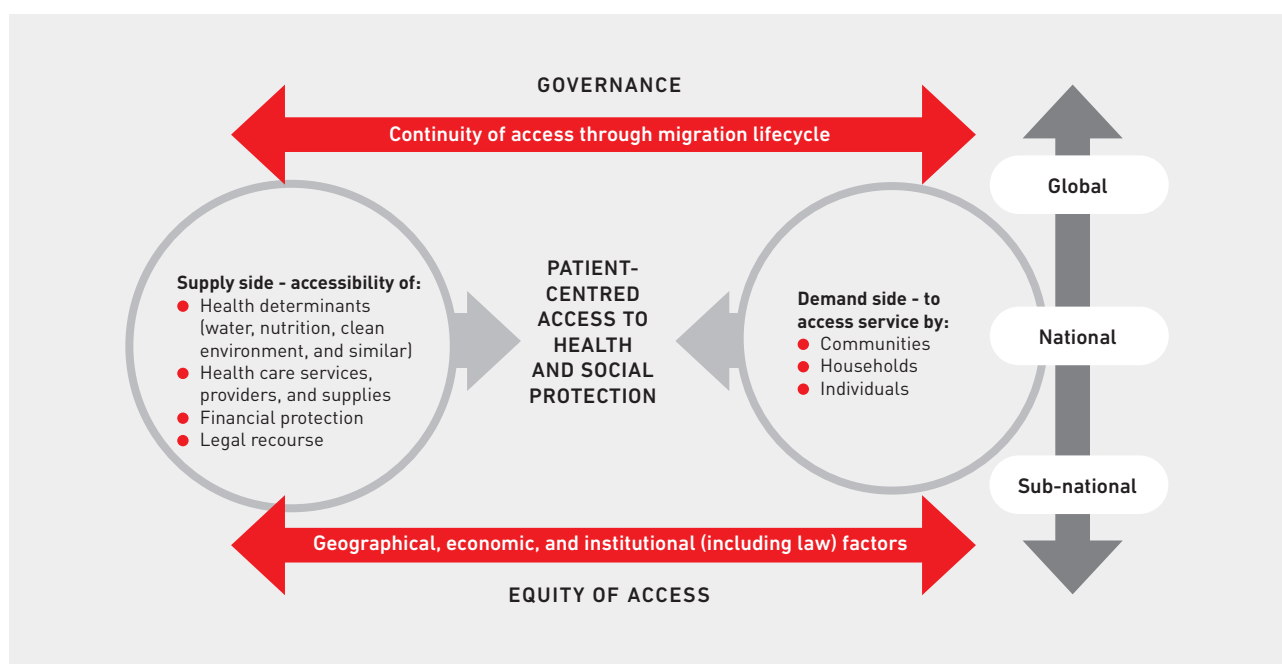 GOVERNANCE
Continuity of access through migration lifecycle
Supply side - accessibility of:
Health determinants
(water, nutrition, clean
environment, and similar)
Health care services,
providers, and supplies
Financial protection
Legal recourse
PATIENT-
CENTRED
ACCESS TO
HEALTH
AND SOCIAL
PROTECTION
Demand side - to
access service by:
Communities
Households
Individuals
Global
National
Sub-national
Geographical, economic, and institutional (including law) factors
EQUITY OF ACCESS